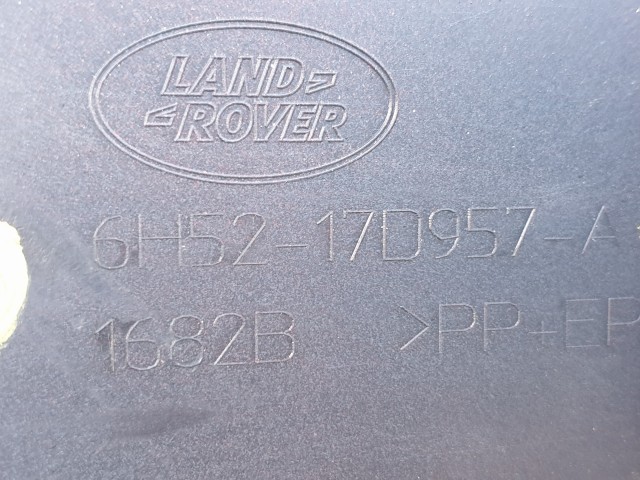 LAND
ROVER
6H52-17D957-A
1682B >PP+EP